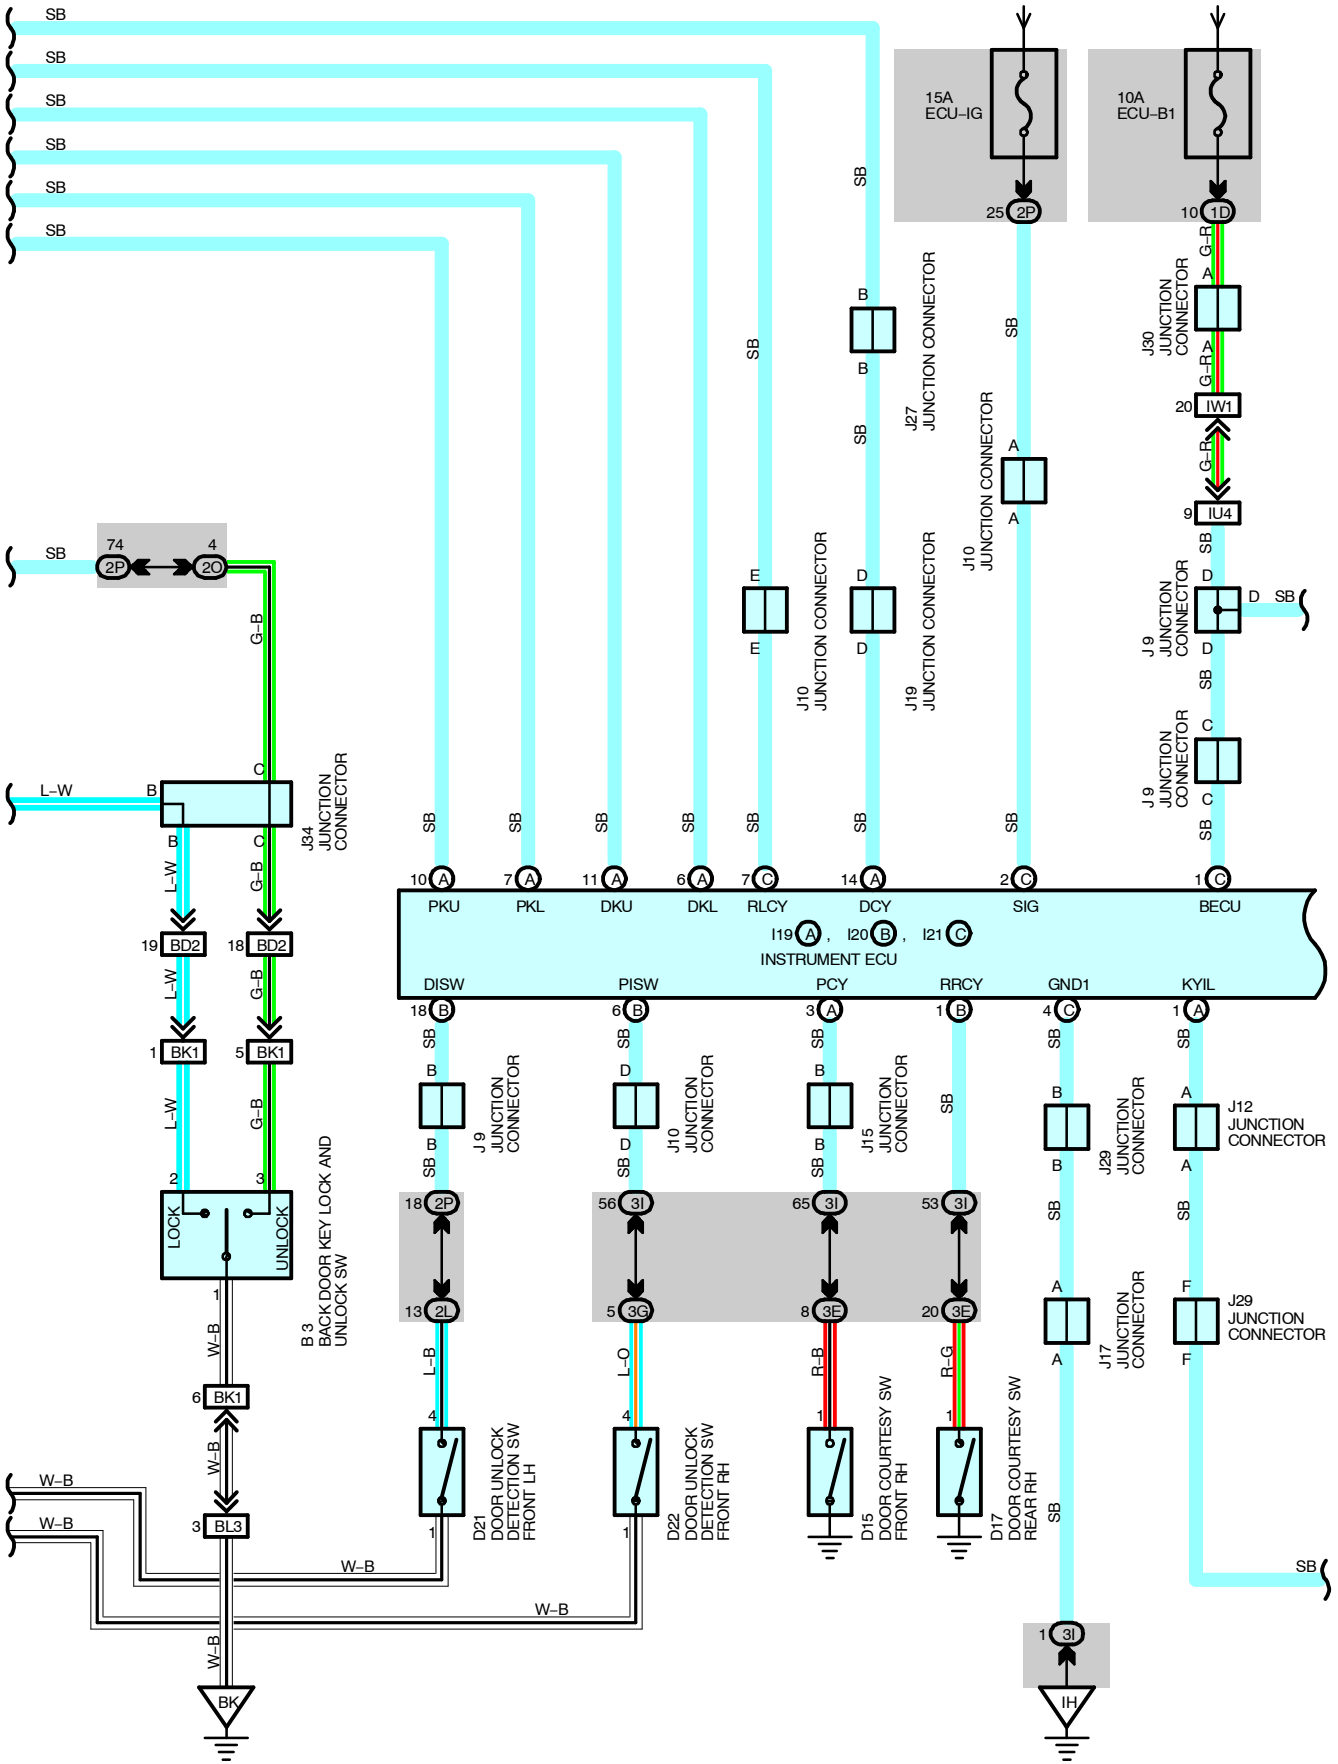 SB
SB
SB
SB
SB
SB
15A
ECU–IG
10A
ECU–B1
25 2P
10 1D
SB
G–R
A
J30
JUNCTION
CONNECTOR
A
G–R
B
J27
JUNCTION CONNECTOR
B
SB
SB
SB
20 IW1
G–R
9 IU4
SB
A
J10
JUNCTION CONNECTOR
A
SB
74
2P
4
2O
G–B
E
J10
JUNCTION CONNECTOR
E
D
J19
JUNCTION CONNECTOR
D
D
J 9
JUNCTION
CONNECTOR
D SB
D
SB
C
J 9
JUNCTION
CONNECTOR
C
SB
L–W
B
C
J34
JUNCTION
CONNECTOR
B
C
L–W
G–B
SB
SB
SB
SB
SB
SB
SB
10 A
7 A
11 A
6 A
7 C
14 A
2 C
1 C
PKU
PKL
DKU
DKL
RLCY
DCY
SIG
BECU
I19 A , I20 B , I21 C
INSTRUMENT ECU
DISW
PISW
PCY
RRCY
GND1
KYIL
18 B
6 B
3 A
1 B
4 C
1 A
19 BD2
18 BD2
L–W
G–B
1 BK1
5 BK1
L–W
G–B
SB
SB
SB
SB
SB
SB
B
J 9
JUNCTION
CONNECTOR
B
D
J10
JUNCTION
CONNECTOR
D
B
J15
JUNCTION
CONNECTOR
B
B
J29
JUNCTION
CONNECTOR
B
A
J12
JUNCTION
CONNECTOR
A
SB
SB
SB
SB
SB
2
3
LOCK
UNLOCK
B 3
BACK DOOR KEY LOCK AND
UNLOCK SW
1
W–B
18 2P
56 3I
65 3I
53 3I
13 2L
5 3G
8 3E
20 3E
A
J17
JUNCTION
CONNECTOR
A
F
J29
JUNCTION
CONNECTOR
F
L–B
L–O
R–B
R–G
6 BK1
W–B
3 BL3
4
D21
DOOR UNLOCK
DETECTION SW
FRONT LH
1
4
D22
DOOR UNLOCK
DETECTION SW
FRONT RH
1
1
D15
DOOR COURTESY SW
FRONT RH
1
D17
DOOR COURTESY SW
REAR RH
SB
W–B
W–B
W–B
W–B
SB
W–B
1 3I
BK
IH